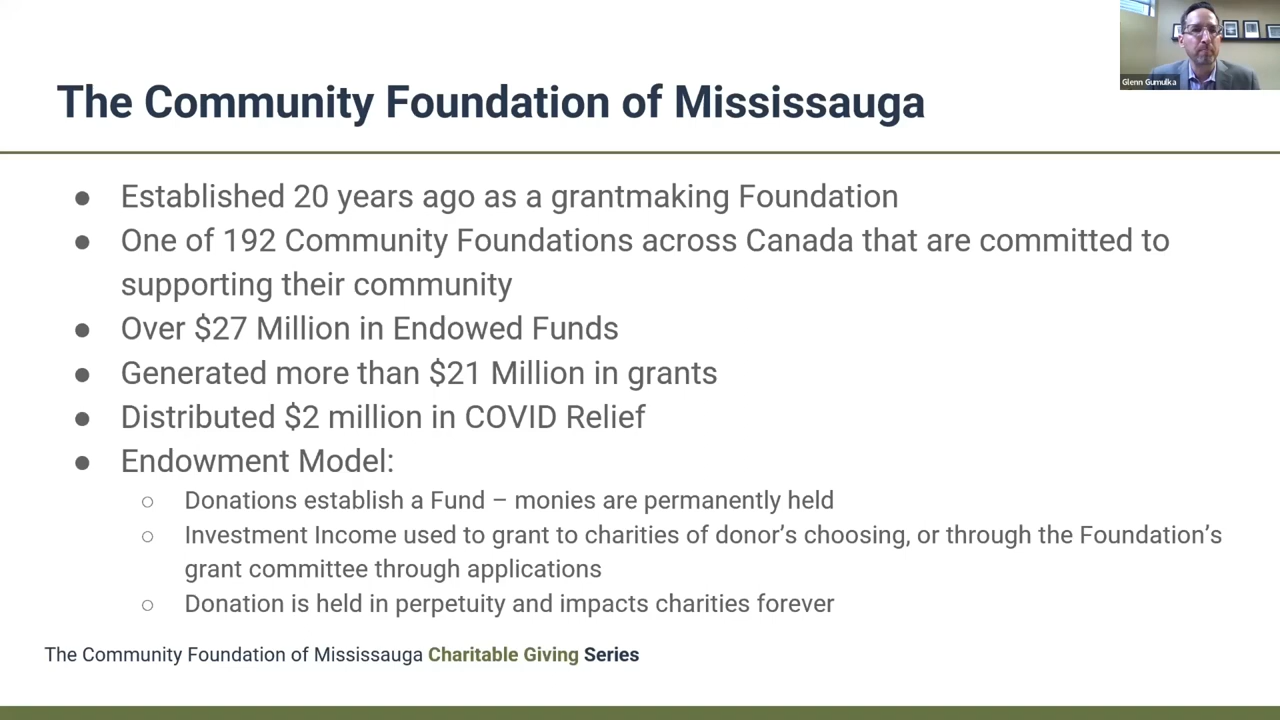 Glenn Gumulka
The Community Foundation of Mississauga
● Established 20 years ago as a grantmaking Foundation
● One of 192 Community Foundations across Canada that are committed to
supporting their community
● Over $27 Million in Endowed Funds
● Generated more than $21 Million in grants
● Distributed $2 million in COVID Relief
● Endowment Model:
○ Donations establish a Fund – monies are permanently held
○ Investment Income used to grant to charities of donor’s choosing, or through the Foundation’s
grant committee through applications
○ Donation is held in perpetuity and impacts charities forever
The Community Foundation of Mississauga Charitable Giving Series